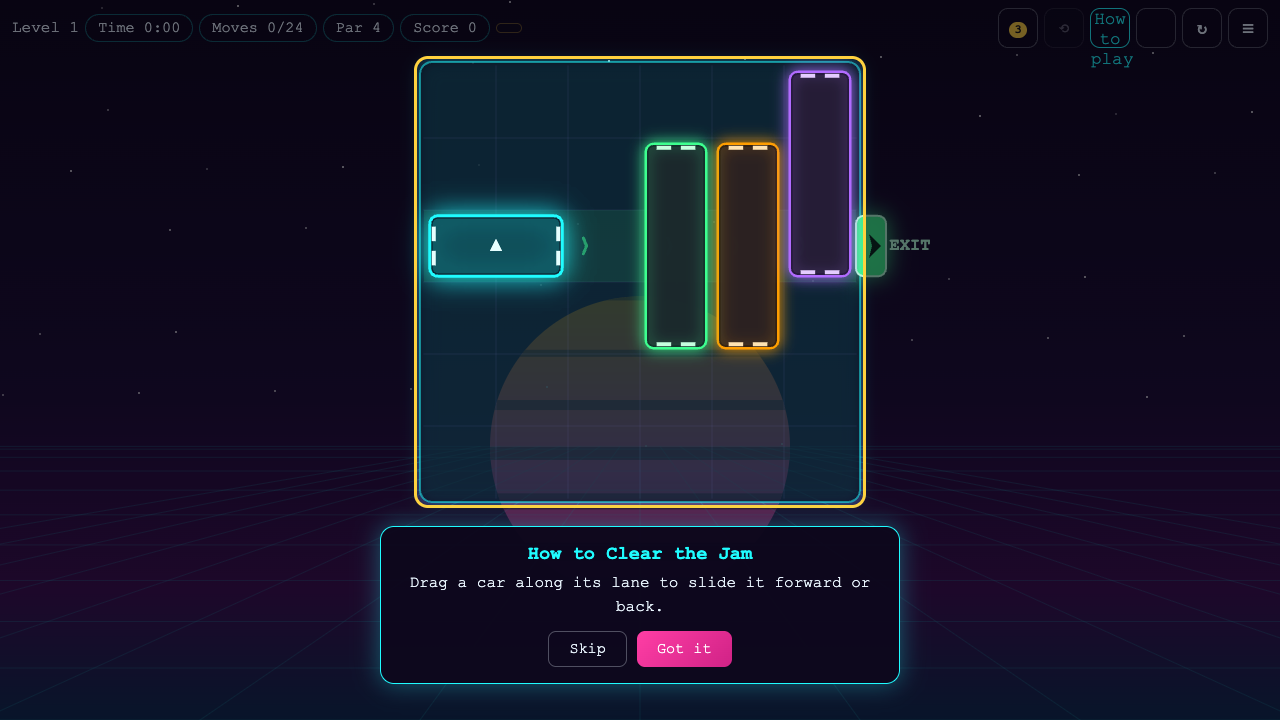 Level 1 Time 0:00 Moves 0/24 Par 4 Score 0
3
How
to
play
EXIT
How to Clear the Jam
Drag a car along its lane to slide it forward or
back.
Skip Got it